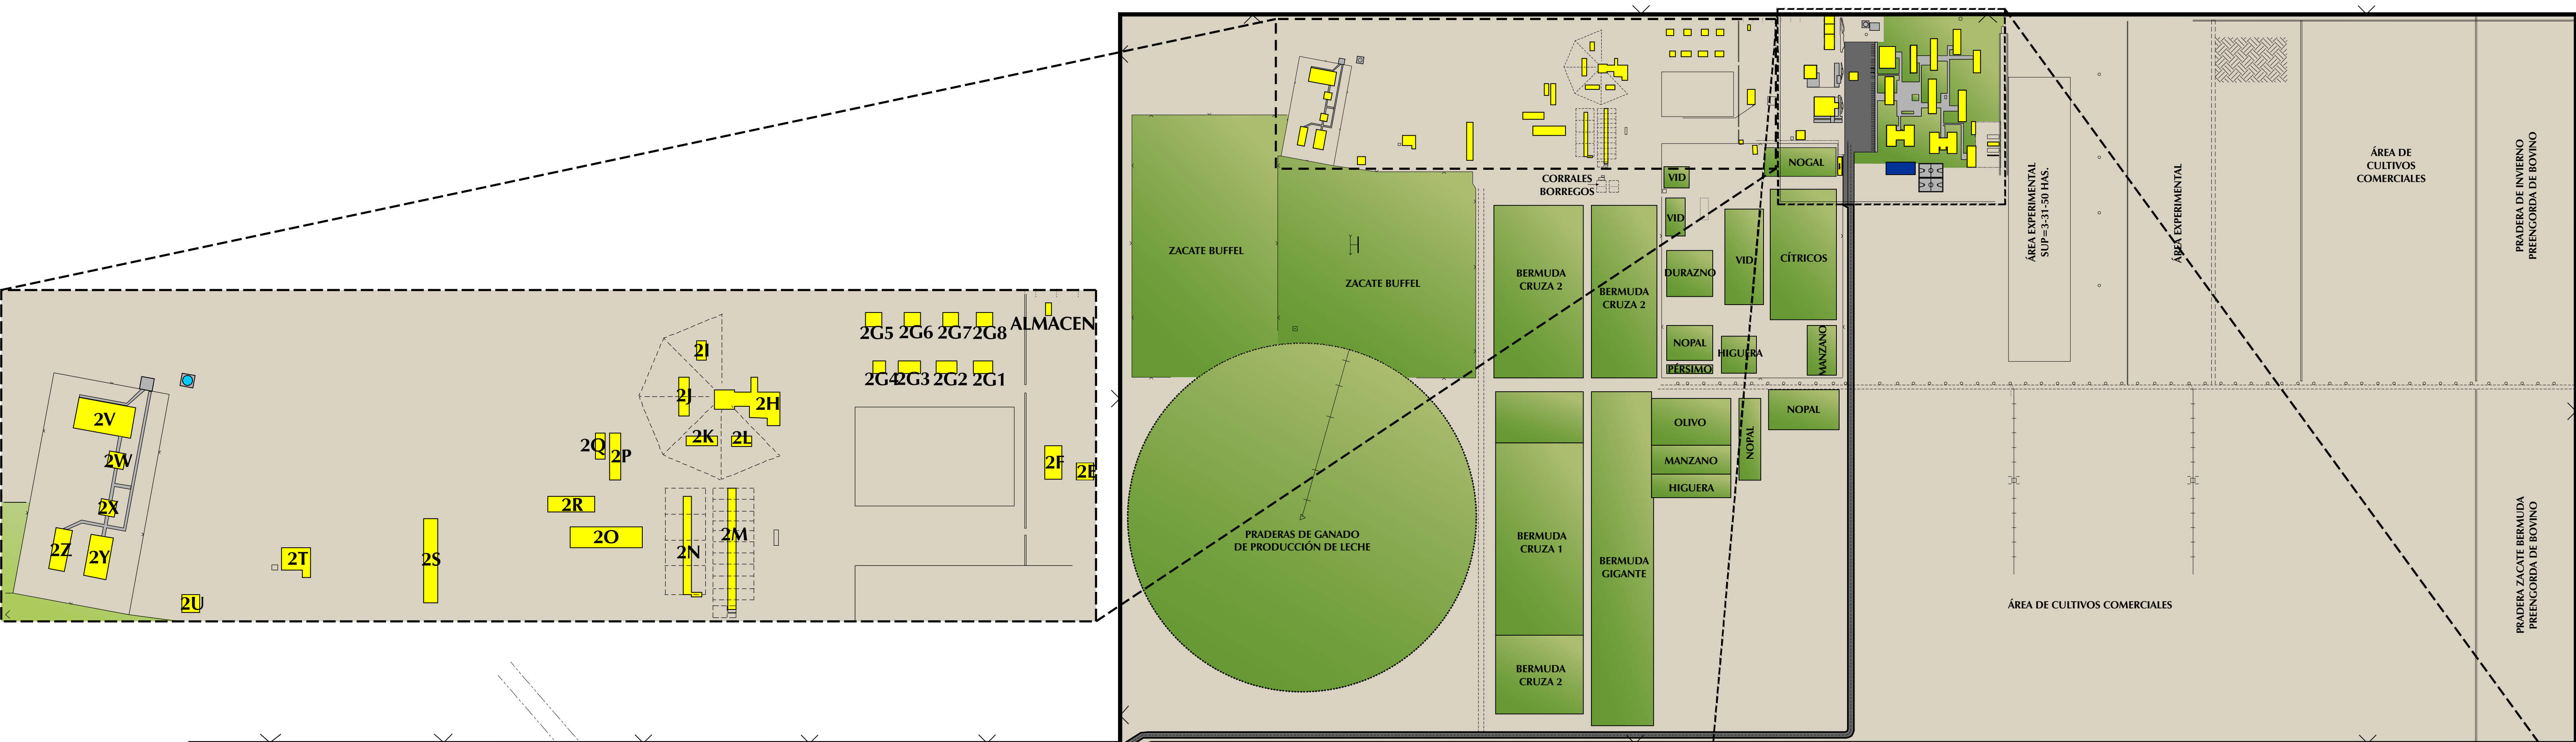 2V
2W
2X
2Z
2Y
2U
2T
2S
2Q
2P
2R
2O
2I
2J
2H
2K
2L
2N
2M
2G5
2G6
2G7
2G8
2G4
2G3
2G2
2G1
ALMACEN
2F
2E
ZACATE BUFFEL
ZACATE BUFFEL
PRADERAS DE GANADO
DE PRODUCCIÓN DE LECHE
CORRALES
BORREGOS
BERMUDA
CRUZA 2
BERMUDA
CRUZA 2
BERMUDA
CRUZA 1
BERMUDA
CRUZA 2
BERMUDA
GIGANTE
VID
VID
DURAZNO
VID
NOGAL
CÍTRICOS
NOPAL
HIGUERA
PÉRSIMO
MANZANO
OLIVO
MANZANO
HIGUERA
NOPAL
NOPAL
ÁREA EXPERIMENTAL
SUP=3-31-50 HAS.
ÁREA EXPERIMENTAL
ÁREA DE
CULTIVOS
COMERCIALES
PRADERA DE INVIERNO
PREENGORDA DE BOVINO
ÁREA DE CULTIVOS COMERCIALES
PRADERA ZACATE BERMUDA
PREENGORDA DE BOVINO